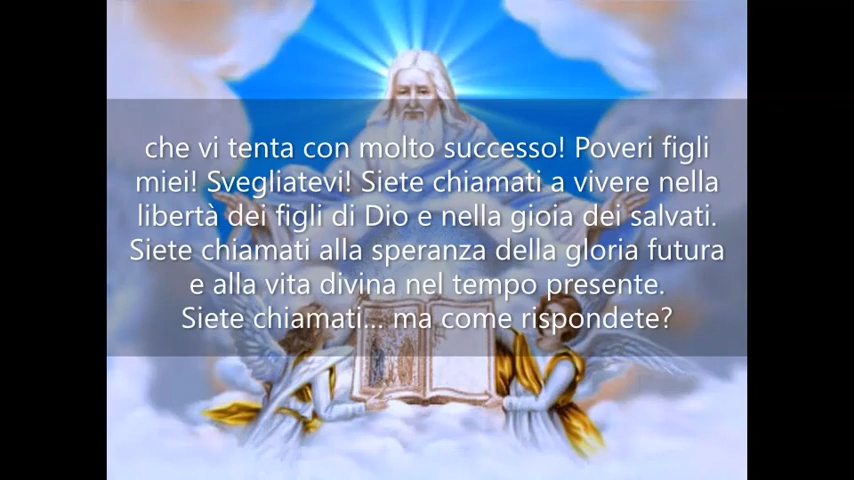 che vi tenta con molto successo! Poveri figli
miei! Svegliatevi! Siete chiamati a vivere nella
libertà dei figli di Dio e nella gioia dei salvati.
Siete chiamati alla speranza della gloria futura
e alla vita divina nel tempo presente.
Siete chiamati... ma come rispondete?